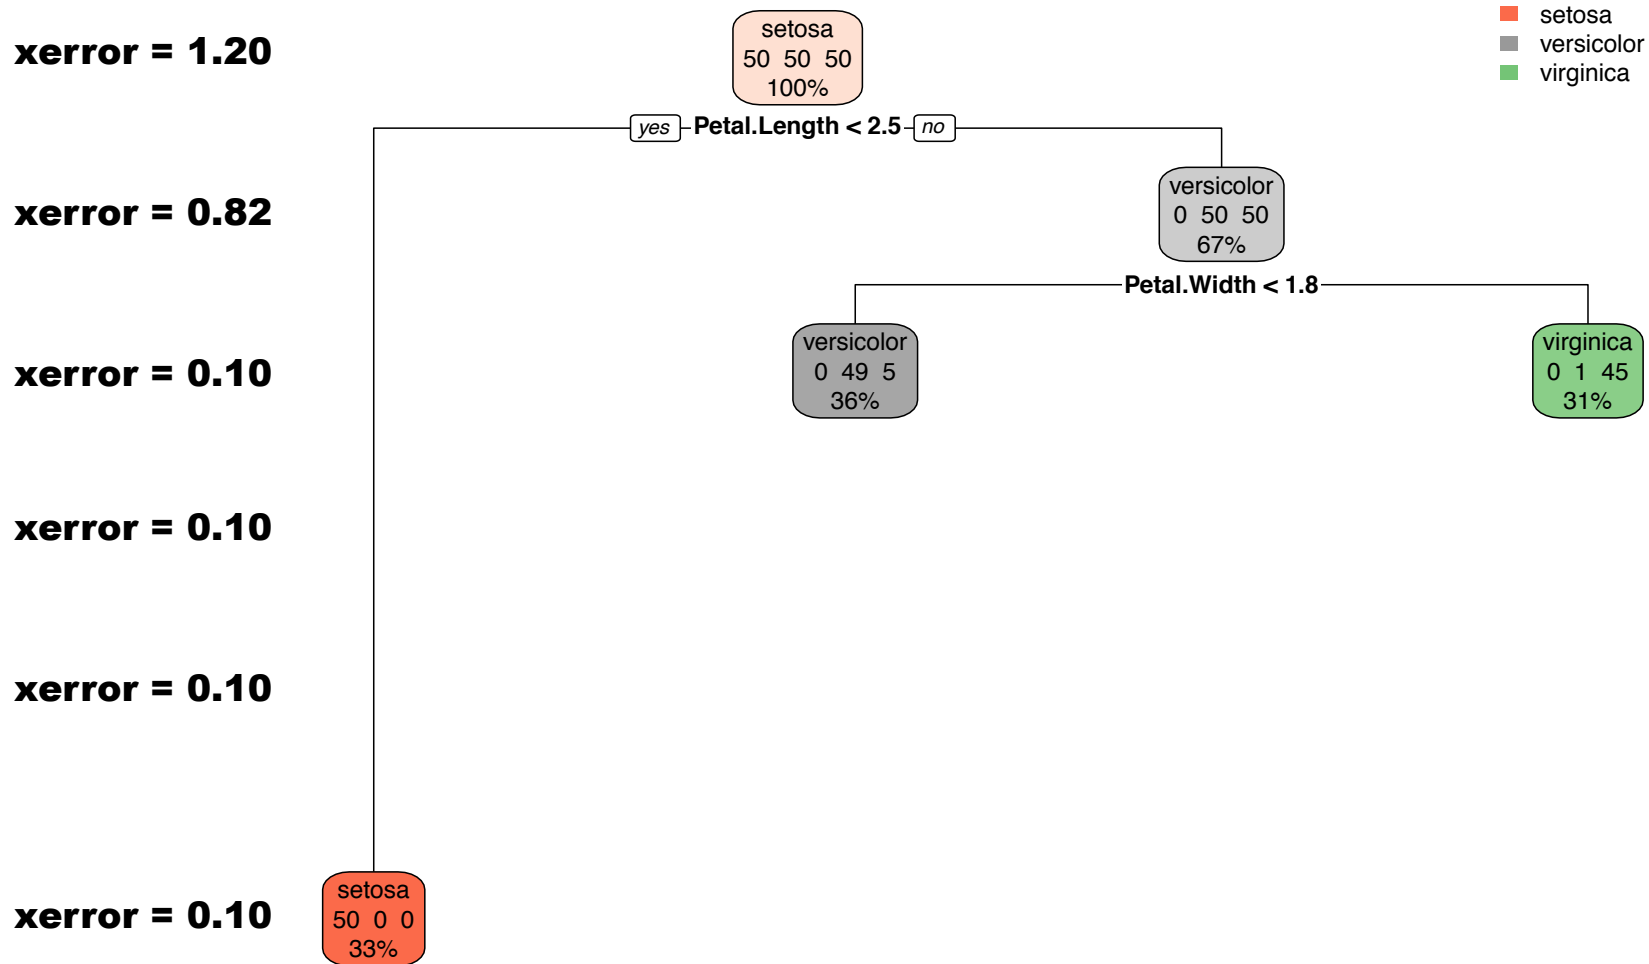 xerror = 1.20
setosa
50 50 50
100%
setosa
versicolor
virginica
yes Petal.Length < 2.5 no
xerror = 0.82
versicolor
0 50 50
67%
Petal.Width < 1.8
xerror = 0.10
versicolor
0 49 5
36%
virginica
0 1 45
31%
xerror = 0.10
xerror = 0.10
xerror = 0.10
setosa
50 0 0
33%